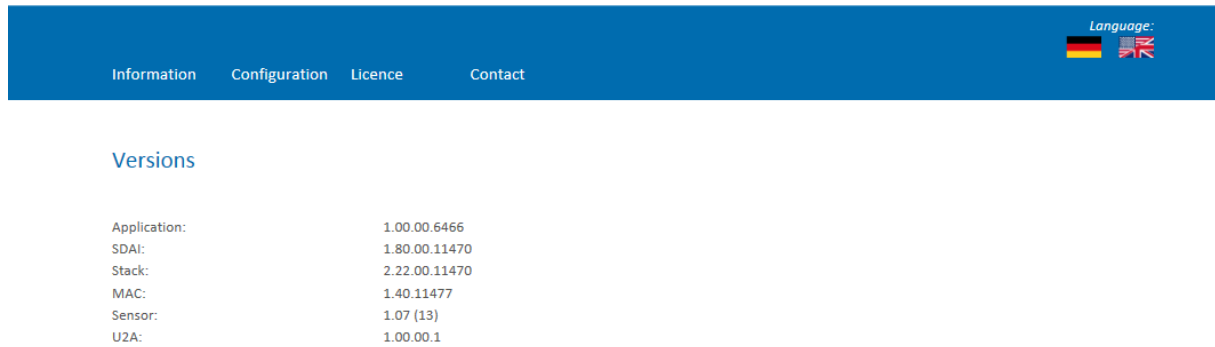 Language:
Information Configuration Licence Contact
Versions
Application: 1.00.00.6466
SDAI: 1.80.00.11470
Stack: 2.22.00.11470
MAC: 1.40.11477
Sensor: 1.07 (13)
U2A: 1.00.00.1